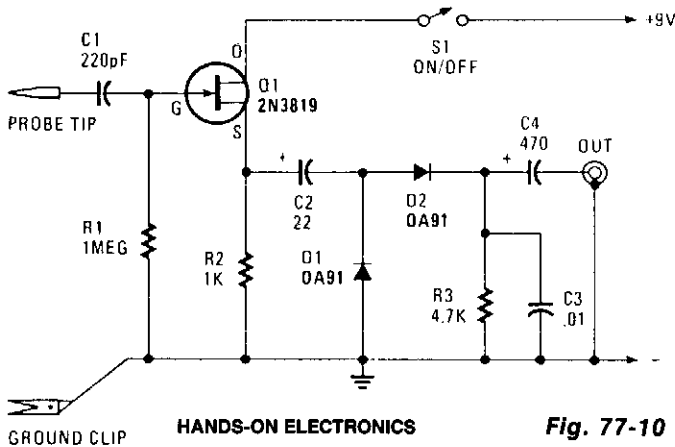 C1
220pF
PROBE TIP
G
D
S
Q1
2N3819
S1
ON/OFF
+9V
R1
1MEG
R2
1K
+
C2
22
D1
OA91
D2
OA91
+
C4
470
OUT
R3
4.7K
C3
.01
-
GROUND CLIP
HANDS-ON ELECTRONICS
Fig. 77-10